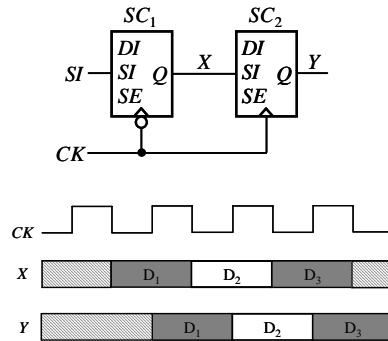 SC₁ SC₂
DI DI
SI SI Q X SI Q Y
SE SE
CK
CK
X D₁ D₂ D₃
Y D₁ D₂ D₃